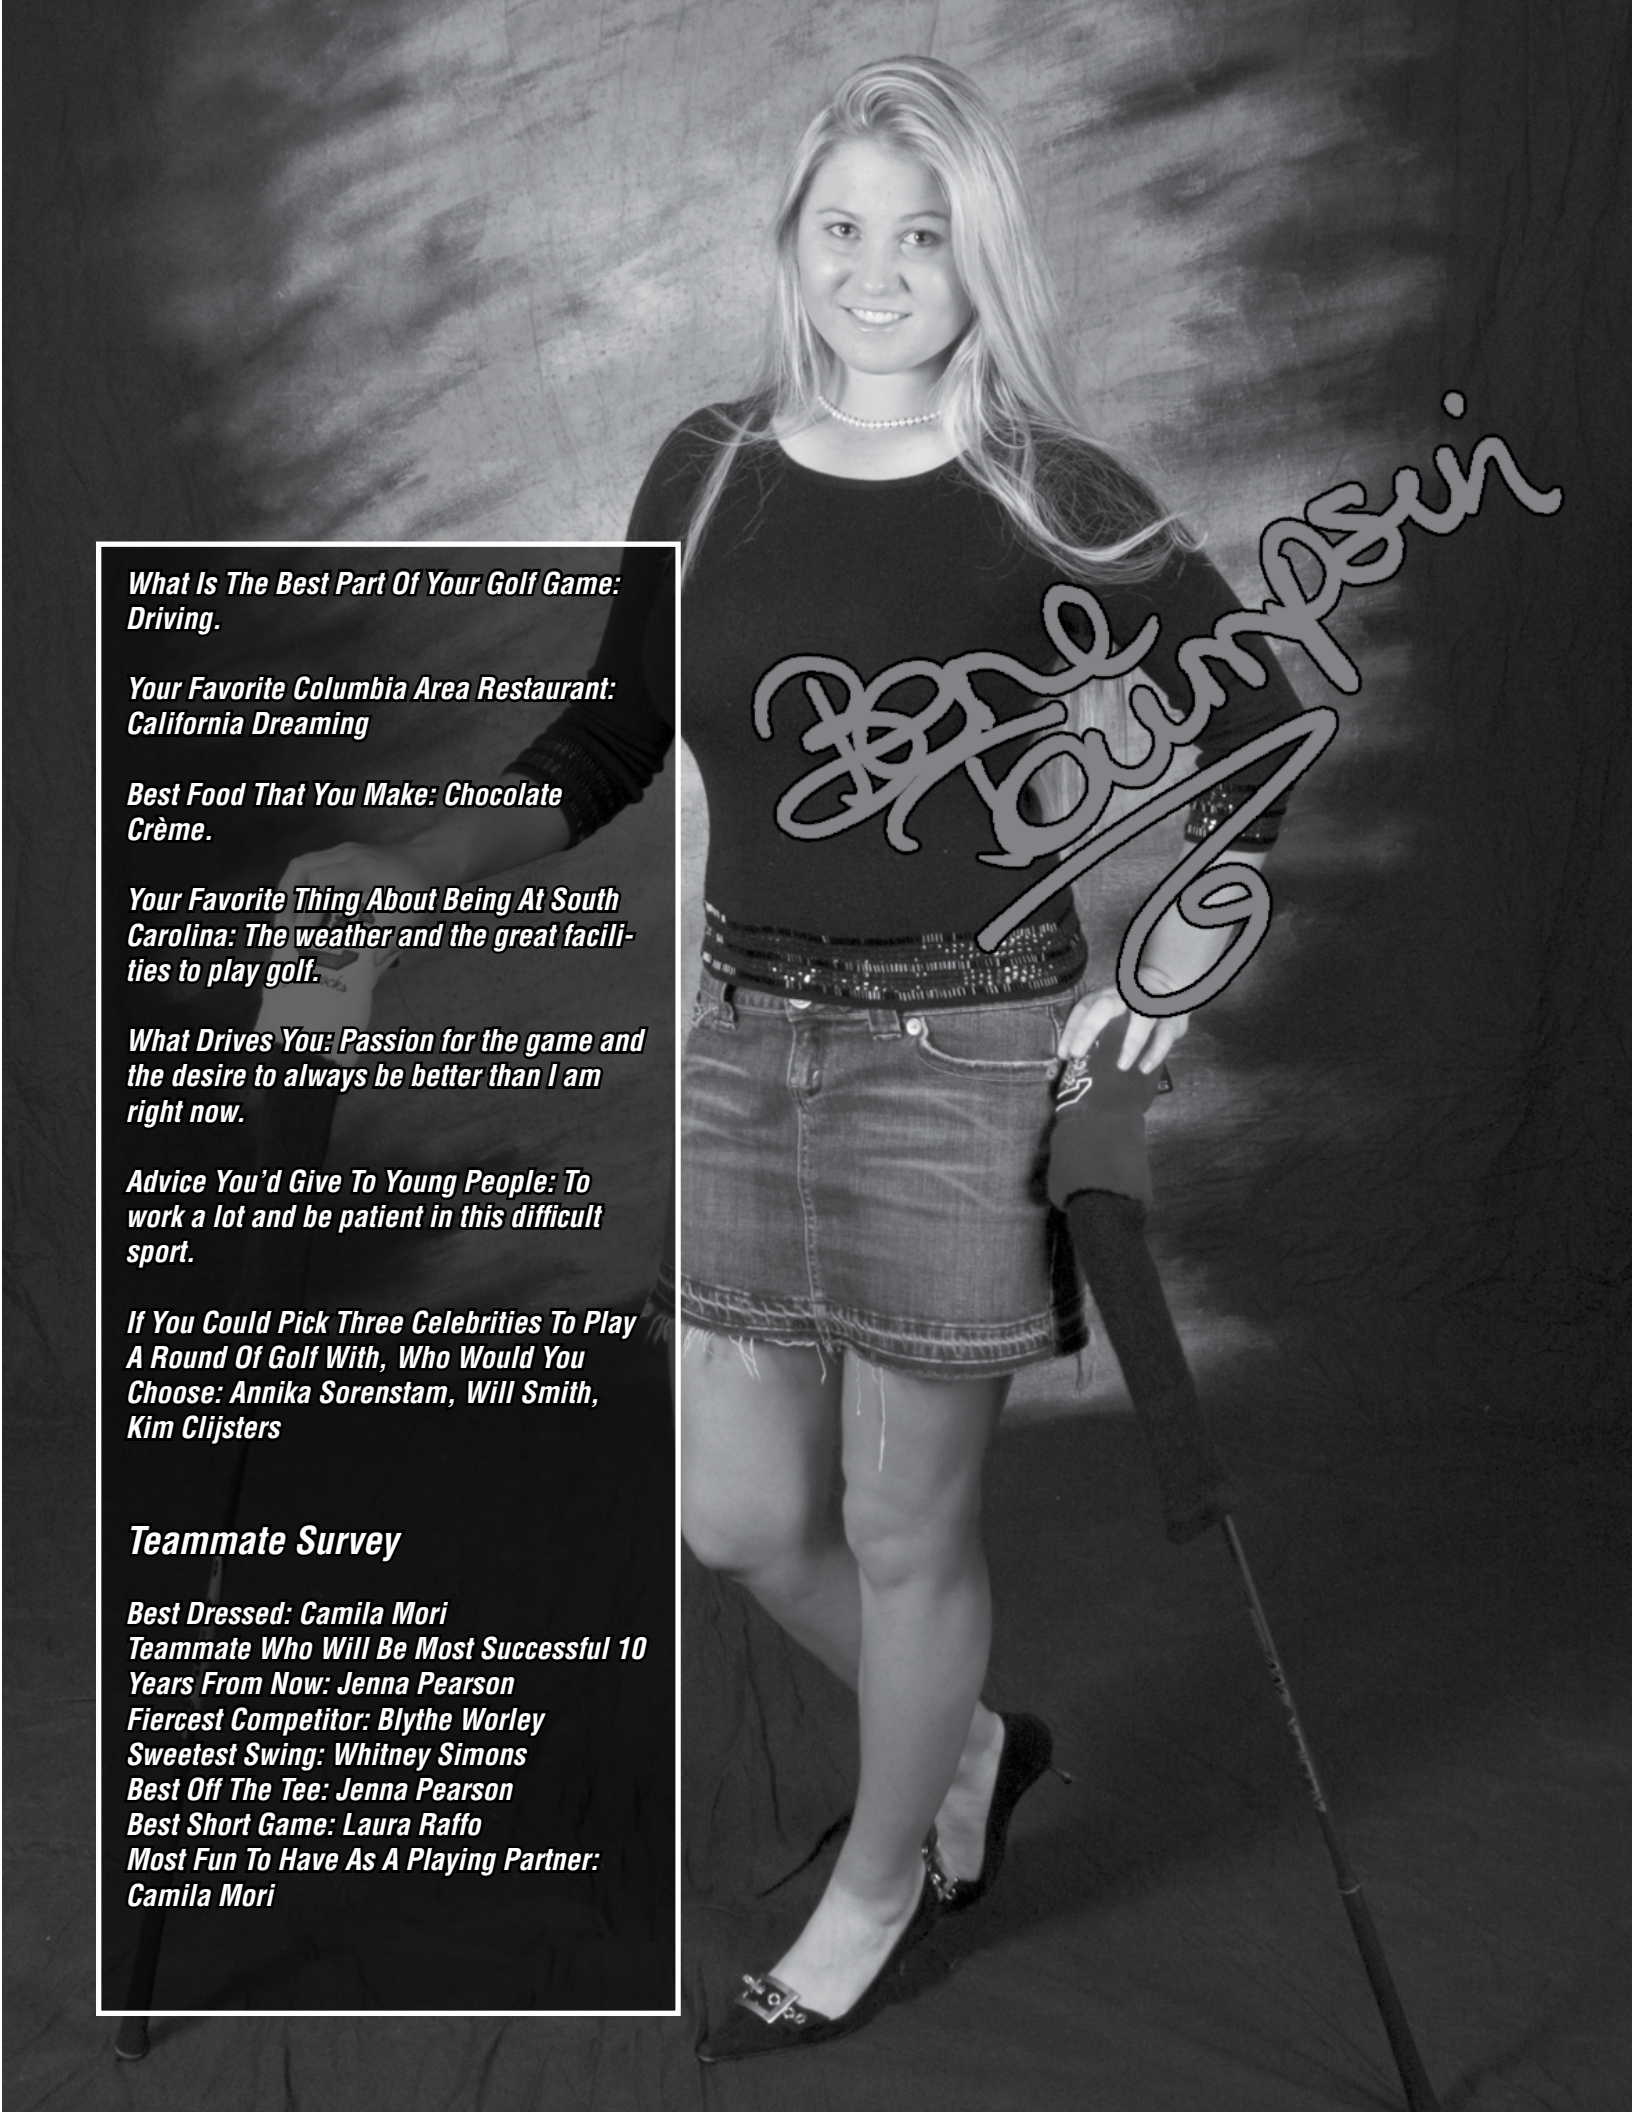 What Is The Best Part Of Your Golf Game:
Driving.
Your Favorite Columbia Area Restaurant:
California Dreaming
Best Food That You Make: Chocolate
Crème.
Your Favorite Thing About Being At South
Carolina: The weather and the great facili-
ties to play golf.
What Drives You: Passion for the game and
the desire to always be better than I am
right now.
Advice You’d Give To Young People: To
work a lot and be patient in this difficult
sport.
If You Could Pick Three Celebrities To Play
A Round Of Golf With, Who Would You
Choose: Annika Sorenstam, Will Smith,
Kim Clijsters
Teammate Survey
Best Dressed: Camila Mori
Teammate Who Will Be Most Successful 10
Years From Now: Jenna Pearson
Fiercest Competitor: Blythe Worley
Sweetest Swing: Whitney Simons
Best Off The Tee: Jenna Pearson
Best Short Game: Laura Raffo
Most Fun To Have As A Playing Partner:
Camila Mori